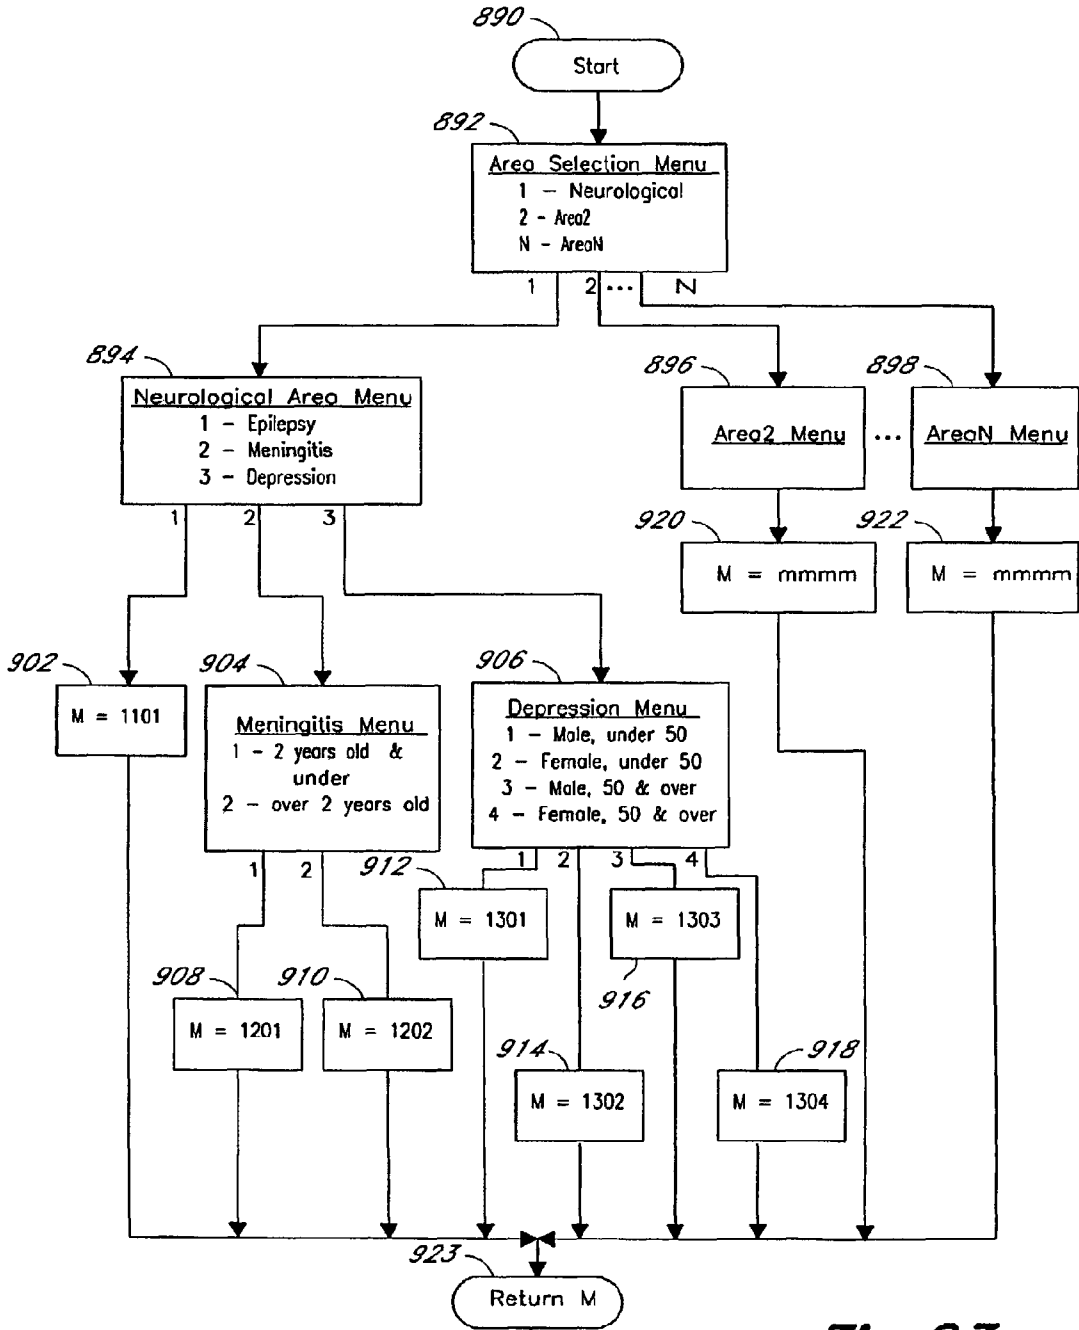 890
Start
892
Area Selection Menu
1 - Neurological
2 - Area2
N - AreaN
1 2 ... N
894
Neurological Area Menu
1 - Epilepsy
2 - Meningitis
3 - Depression
1 2 3
896
Area2 Menu
...
898
AreaN Menu
920
M = mmmm
922
M = mmmm
902
M = 1101
904
Meningitis Menu
1 - 2 years old &
under
2 - over 2 years old
1 2
906
Depression Menu
1 - Male, under 50
2 - Female, under 50
3 - Male, 50 & over
4 - Female, 50 & over
1 2 3 4
912
M = 1301
M = 1303
916
908
M = 1201
910
M = 1202
914
M = 1302
918
M = 1304
923
Return M